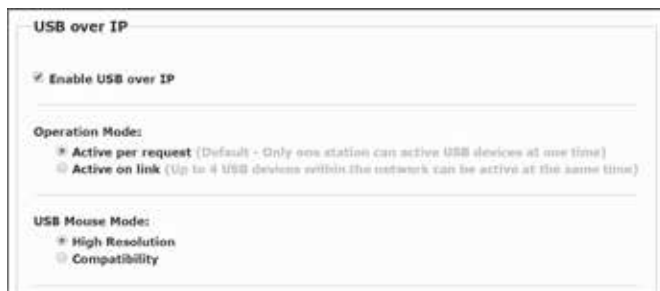 USB over IP
Enable USB over IP
Operation Mode:
Active per request (Default - Only one station can active USB devices at one time)
Active on link (Up to 4 USB devices within the network can be active at the same time)
USB Mouse Mode:
High Resolution
Compatibility